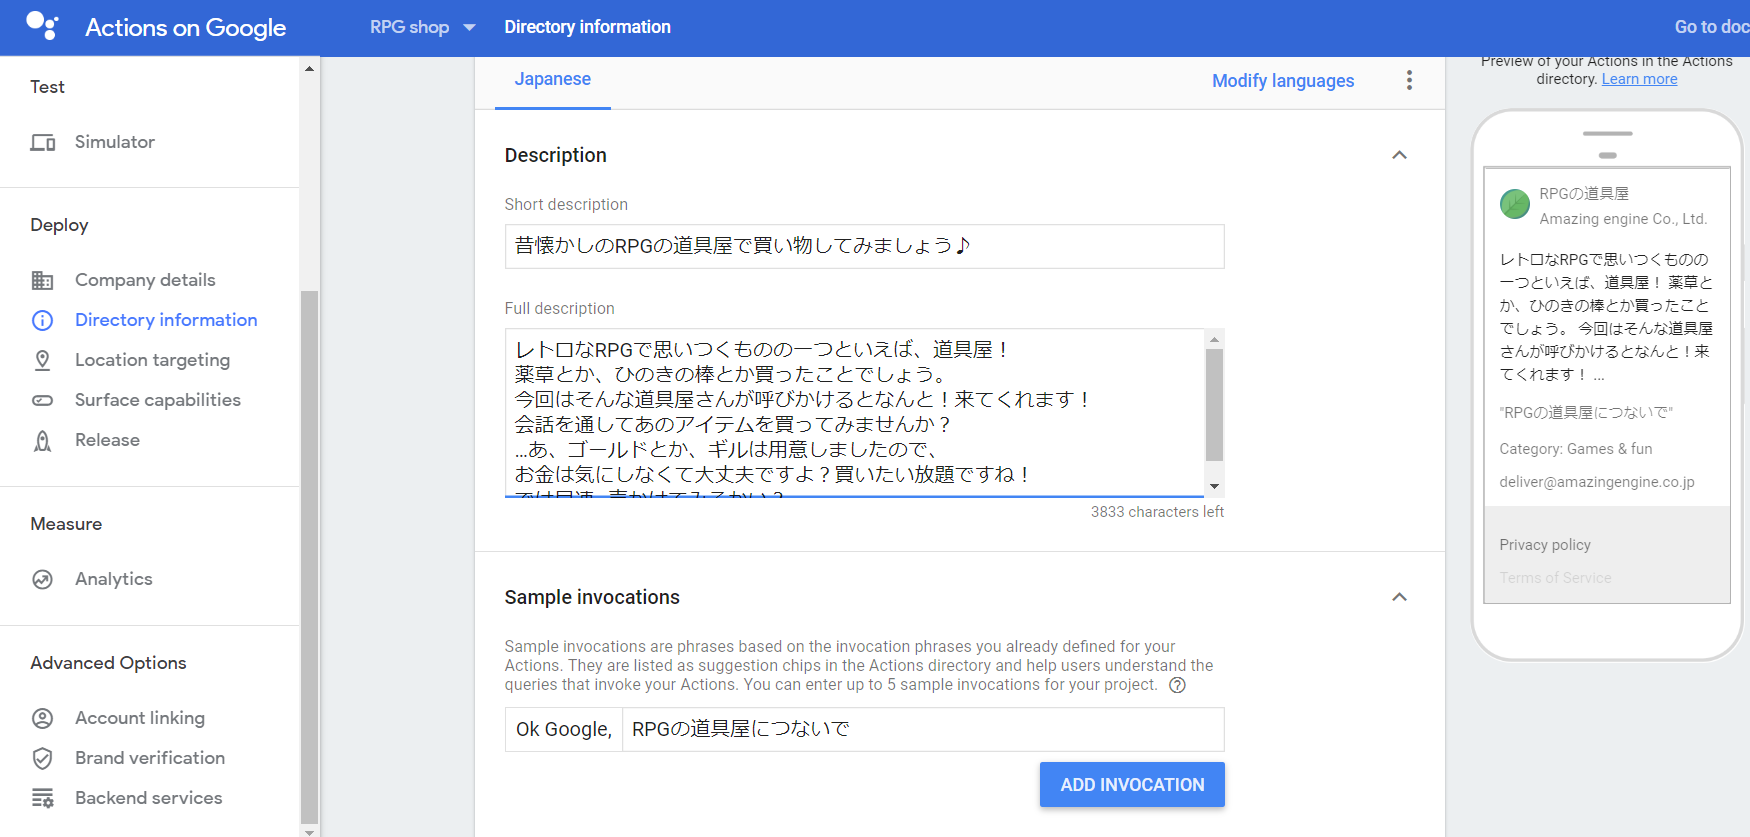 Actions on Google
RPG shop
Directory information
Go to doc
Test
Simulator
Deploy
Company details
Directory information
Location targeting
Surface capabilities
Release
Measure
Analytics
Advanced Options
Account linking
Brand verification
Backend services
Japanese
Modify languages
Description
Short description
昔懐かしのRPGの道具屋で買い物してみましょう♪
Full description
レトロなRPGで思いつくものの一つといえば、道具屋！
薬草とか、ひのきの棒とか買ったことでしょう。
今回はそんな道具屋さんが呼びかけるとなんと！来てくれます！
会話を通してあのアイテムを買ってみませんか？
...あ、ゴールドとか、ギルは用意しましたので、
お金は気にしなくて大丈夫ですよ？買いたい放題ですね！
では早速、声かけてみるかい？
3833 characters left
Sample invocations
Sample invocations are phrases based on the invocation phrases you already defined for your
Actions. They are listed as suggestion chips in the Actions directory and help users understand the
queries that invoke your Actions. You can enter up to 5 sample invocations for your project.
Ok Google,
RPGの道具屋につないで
ADD INVOCATION
Preview of your Actions in the Actions
directory. Learn more
RPGの道具屋
Amazing engine Co., Ltd.
レトロなRPGで思いつくものの
一つといえば、道具屋！ 薬草と
か、ひのきの棒とか買ったこと
でしょう。 今回はそんな道具屋
さんが呼びかけるとなんと！来
てくれます！ ...
"RPGの道具屋につないで"
Category: Games & fun
deliver@amazingengine.co.jp
Privacy policy
Terms of Service